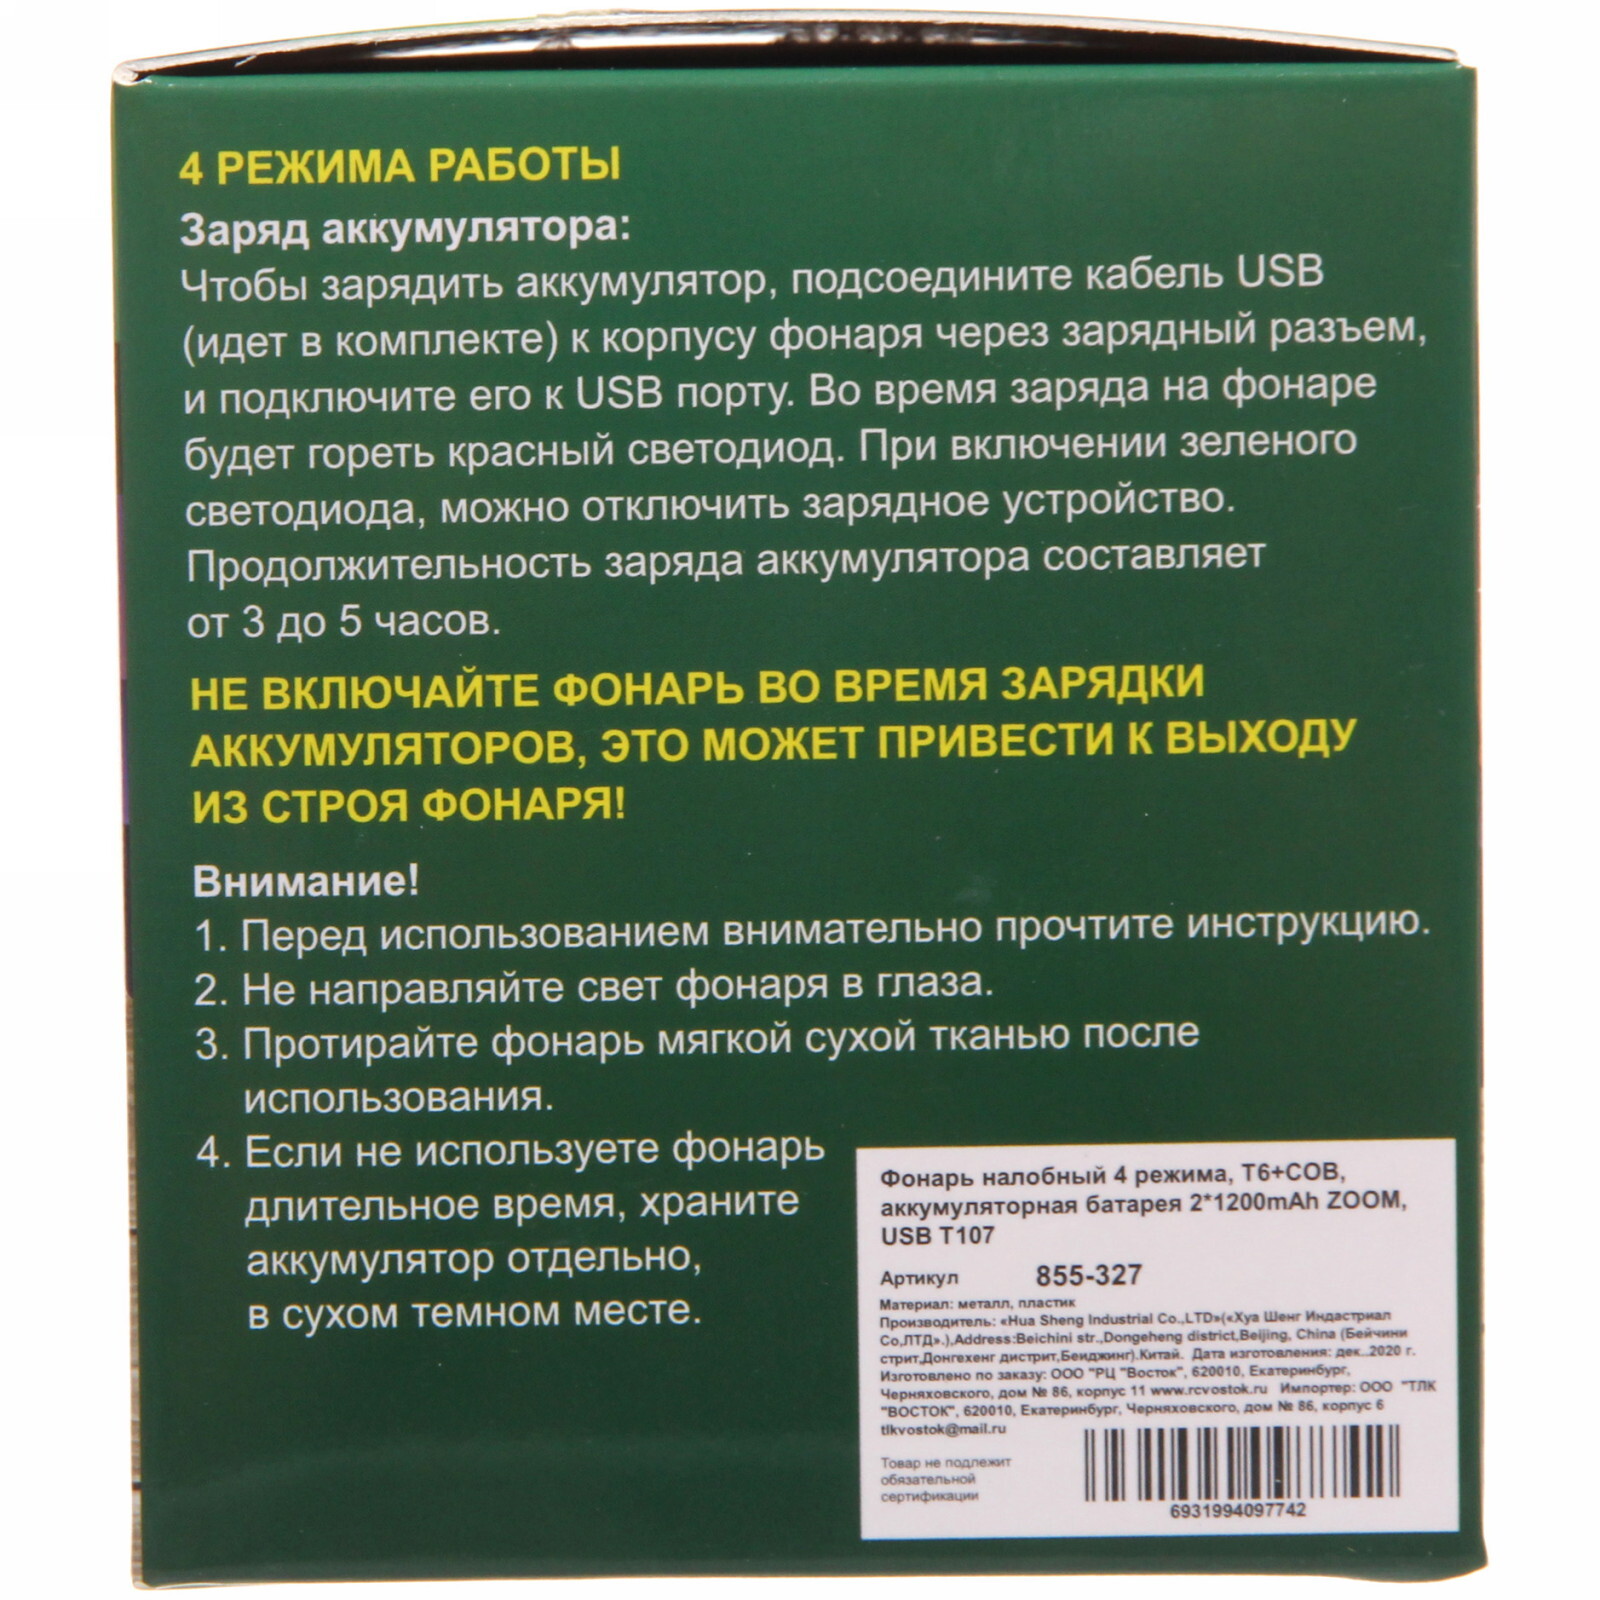 4 РЕЖИМА РАБОТЫ
Заряд аккумулятора:
Чтобы зарядить аккумулятор, подсоедините кабель USB
(идет в комплекте) к корпусу фонаря через зарядный разъем,
и подключите его к USB порту. Во время заряда на фонаре
будет гореть красный светодиод. При включении зеленого
светодиода, можно отключить зарядное устройство.
Продолжительность заряда аккумулятора составляет
от 3 до 5 часов.
НЕ ВКЛЮЧАЙТЕ ФОНАРЬ ВО ВРЕМЯ ЗАРЯДКИ
АККУМУЛЯТОРОВ, ЭТО МОЖЕТ ПРИВЕСТИ К ВЫХОДУ
ИЗ СТРОЯ ФОНАРЯ!
Внимание!
1. Перед использованием внимательно прочтите инструкцию.
2. Не направляйте свет фонаря в глаза.
3. Протирайте фонарь мягкой сухой тканью после
использования.
4. Если не используете фонарь
длительное время, храните
аккумулятор отдельно,
в сухом темном месте.
Фонарь налобный 4 режима, T6+COB,
аккумуляторная батарея 2*1200mAh ZOOM,
USB T107
Артикул 855-327
Материал: металл, пластик
Производитель: «Hua Sheng Industrial Co.,LTD»(«Хуа Шенг Индастриал
Со,ЛТД».),Address:Beichini str.,Dongeheng district,Beijing, China (Бейчини
стрит,Донгехенг дистрит,Беиджинг).Китай. Дата изготовления: дек..2020 г.
Изготовлено по заказу: ООО "РЦ "Восток", 620010, Екатеринбург,
Черняховского, дом № 86, корпус 11 www.rcvostok.ru Импортер: ООО "ТЛК
"ВОСТОК", 620010, Екатеринбург, Черняховского, дом № 86, корпус 6
tlkvostok@mail.ru
Товар не подлежит
обязательной
сертификации
6931994097742